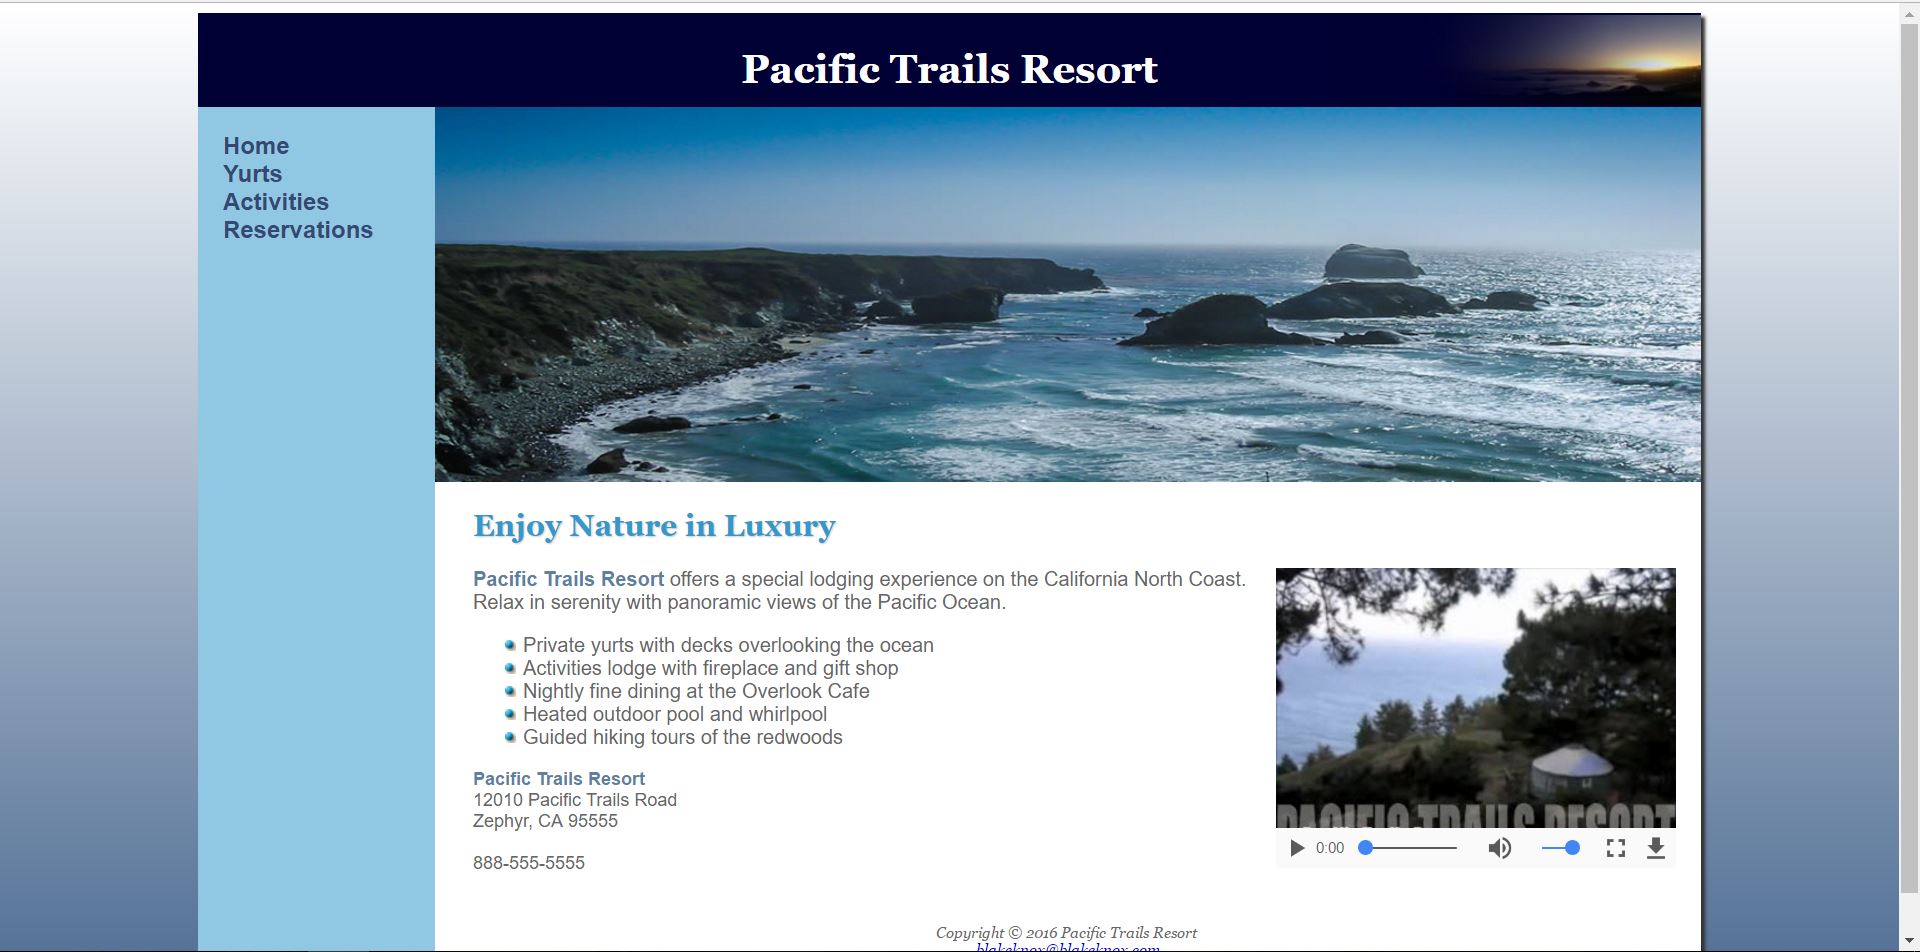 Pacific Trails Resort
Home
Yurts
Activities
Reservations
Enjoy Nature in Luxury
Pacific Trails Resort offers a special lodging experience on the California North Coast.
Relax in serenity with panoramic views of the Pacific Ocean.
Private yurts with decks overlooking the ocean
Activities lodge with fireplace and gift shop
Nightly fine dining at the Overlook Cafe
Heated outdoor pool and whirlpool
Guided hiking tours of the redwoods
Pacific Trails Resort
12010 Pacific Trails Road
Zephyr, CA 95555
888-555-5555
PACIFIC TRAILS RESORT
0:00
Copyright © 2016 Pacific Trails Resort
blakeknox@blakeknox.com